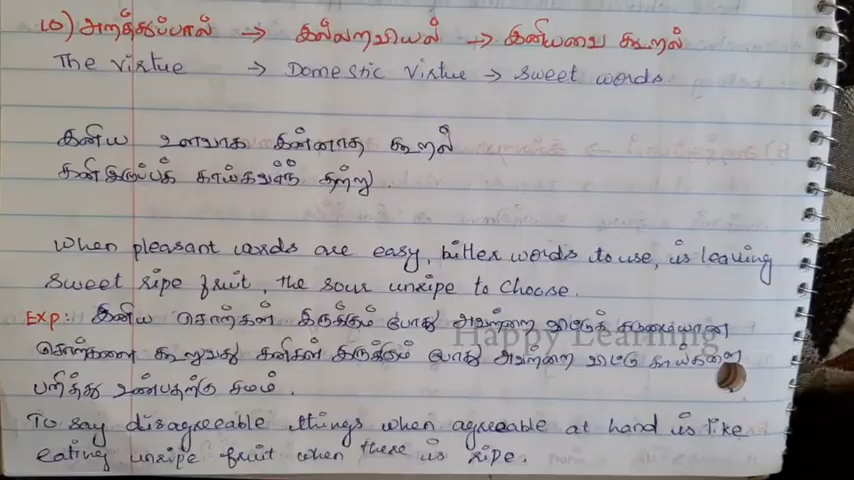 10) அறத்துப்பால் → இல்லறவியல் → இனியவை கூறல்
The virtue → Domestic virtue → sweet words.
இனிய உளவாக இன்னாத கூறல்
கனிஇருப்பக் காய்கவர்ந் தற்று.
When pleasant words are easy, bitter words to use, is leaving
sweet ripe fruit, the sour unripe to choose.
Exp: இனிய சொற்கள் இருக்கும் போது அவற்றை விட்டுக் கடுமையான
சொற்களை கூறுவது கனிகள் இருக்கும் போது அவற்றை விட்டு காய்களை
பறித்து உண்பதற்கு சமம்.
To say disagreeable things when agreeable at hand is like
eating unripe fruit when there is ripe.
Happy Learning